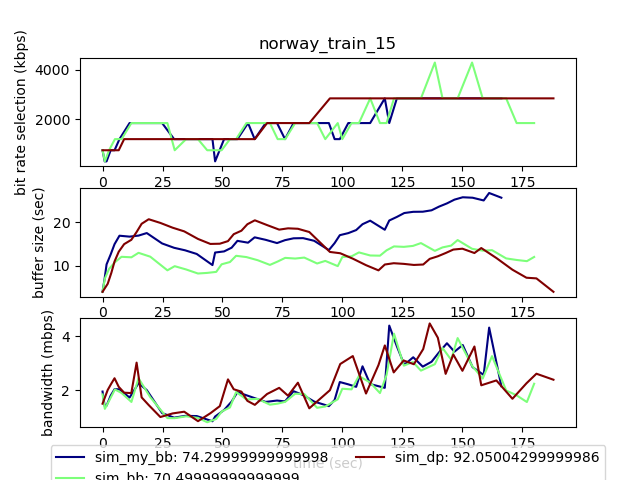 norway_train_15
bit rate selection (kbps)
4000
2000
0 25 50 75 100 125 150 175
buffer size (sec)
20
10
0 25 50 75 100 125 150 175
bandwidth (mbps)
4
2
0 25 50 75 100 125 150 175
time (sec)
sim_my_bb: 74.29999999999998 sim_dp: 92.05004299999986
sim_bb: 70.49999999999999